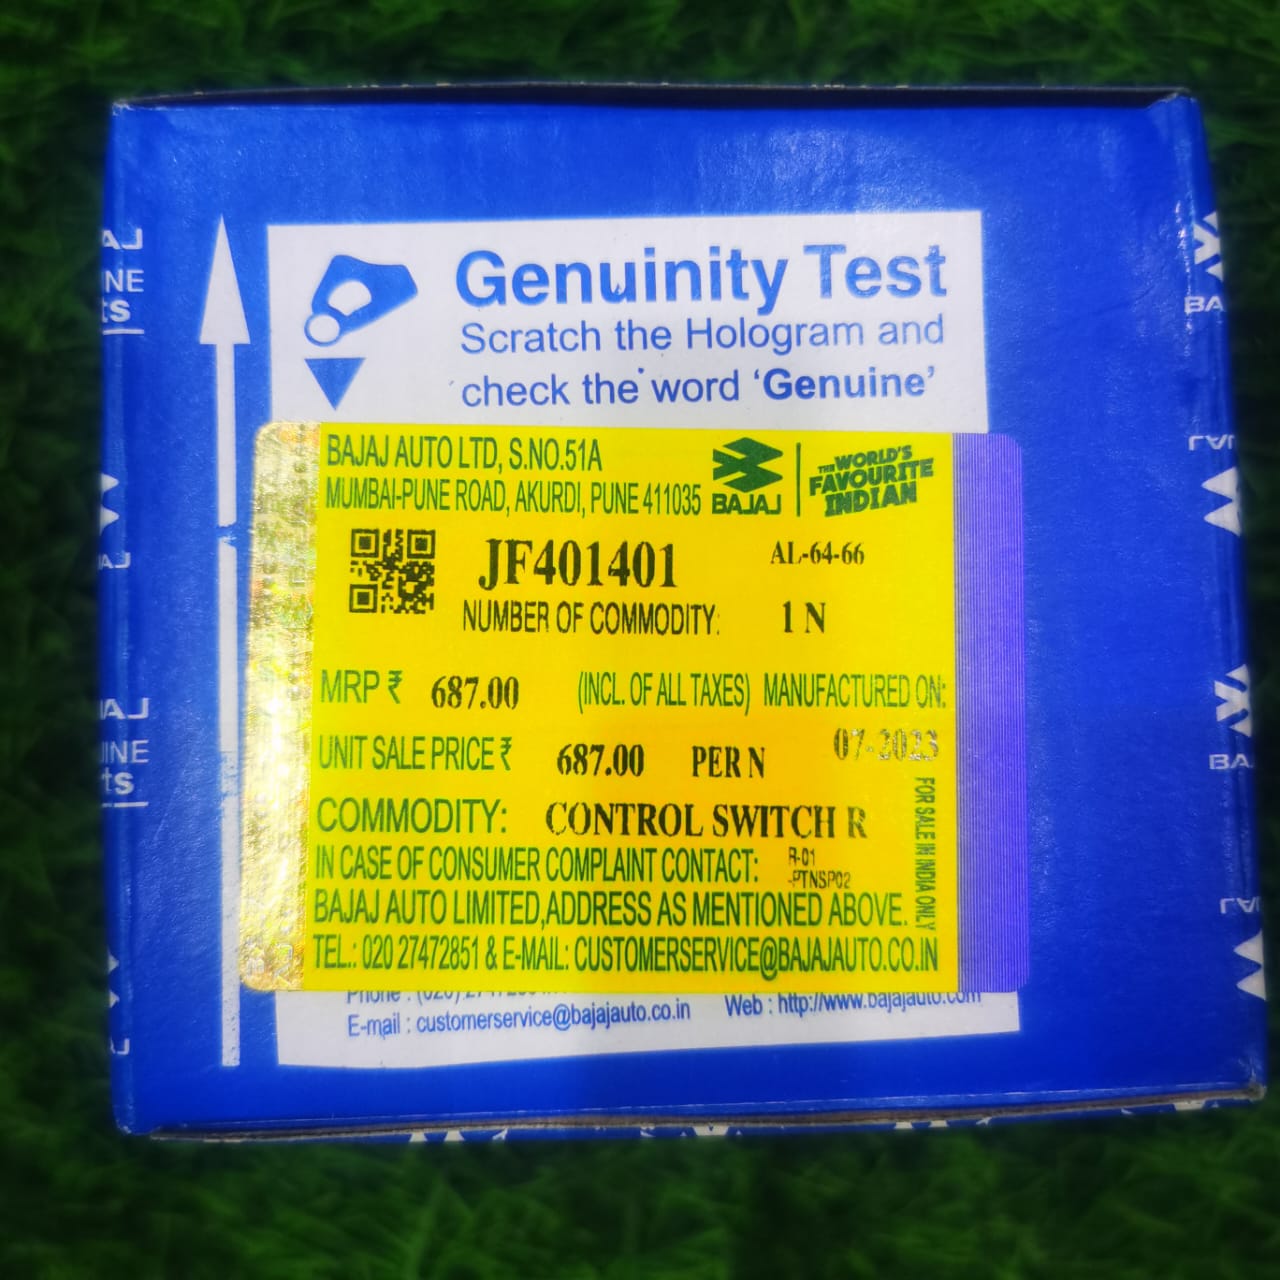 Genuinity Test
Scratch the Hologram and
check the word ‘Genuine’
BAJAJ AUTO LTD, S.NO.51A
MUMBAI-PUNE ROAD, AKURDI, PUNE 411035
BAJAJ
THE WORLD'S
FAVOURITE
INDIAN
JF401401
AL-64-66
NUMBER OF COMMODITY: 1 N
MRP ₹ 687.00 (INCL. OF ALL TAXES) MANUFACTURED ON:
07-2023
UNIT SALE PRICE ₹ 687.00 PER N
COMMODITY: CONTROL SWITCH R
FOR SALE IN INDIA ONLY
IN CASE OF CONSUMER COMPLAINT CONTACT: R-01
-PTNSP02
BAJAJ AUTO LIMITED,ADDRESS AS MENTIONED ABOVE.
TEL.: 020 27472851 & E-MAIL: CUSTOMERSERVICE@BAJAJAUTO.CO.IN
Phone : (020)
Web : http://www.bajajauto.com
E-mail : customerservice@bajajauto.co.in